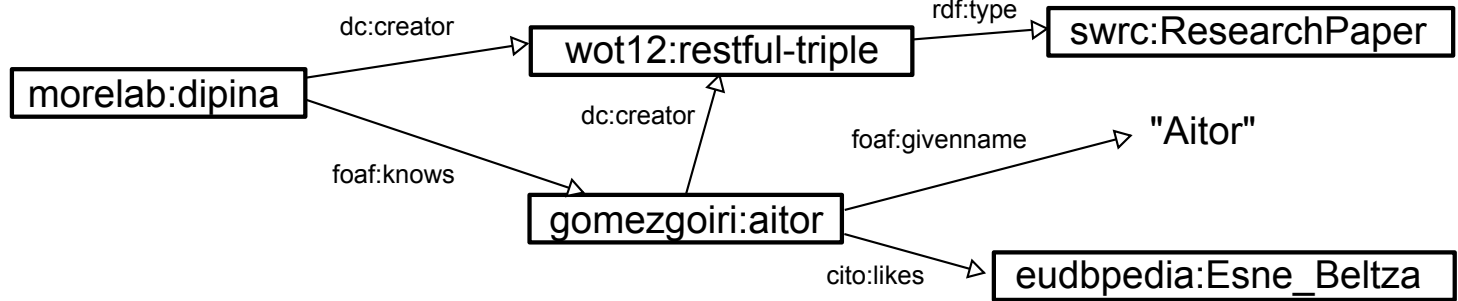 rdf:type
dc:creator
swrc:ResearchPaper
wot12:restful-triple
morelab:dipina
dc:creator
"Aitor"
foaf:givenname
foaf:knows
gomezgoiri:aitor
cito:likes
eudbpedia:Esne_Beltza